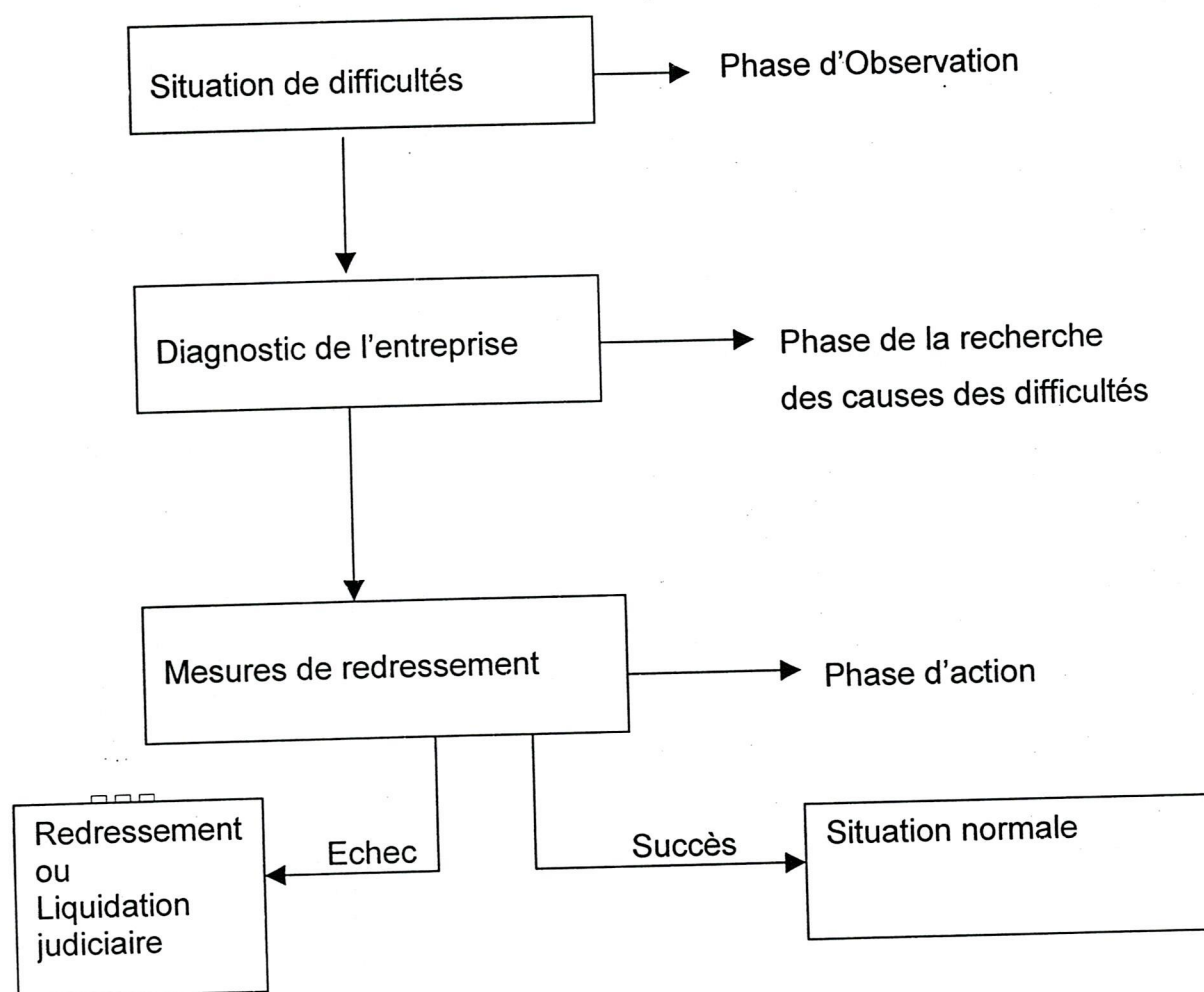 Situation de difficultés
Phase d'Observation
Diagnostic de l'entreprise
Phase de la recherche
des causes des difficultés
Mesures de redressement
Phase d'action
Redressement
ou
Liquidation
judiciaire
Echec
Succès
Situation normale